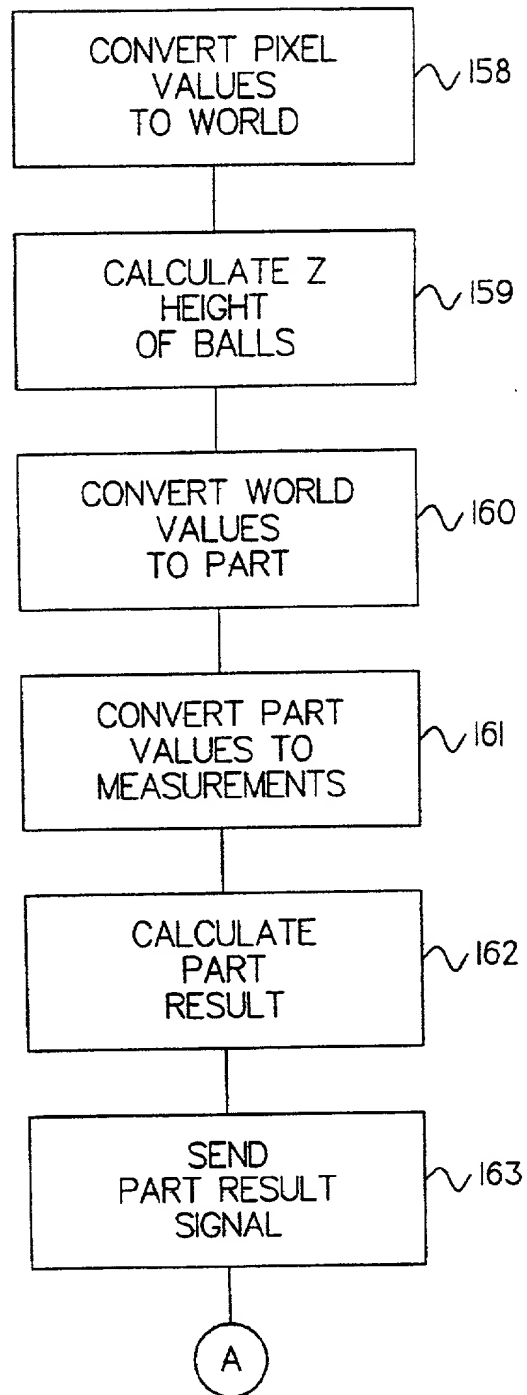 CONVERT PIXEL
VALUES
TO WORLD
158
CALCULATE Z
HEIGHT
OF BALLS
159
CONVERT WORLD
VALUES
TO PART
160
CONVERT PART
VALUES TO
MEASUREMENTS
161
CALCULATE
PART
RESULT
162
SEND
PART RESULT
SIGNAL
163
A